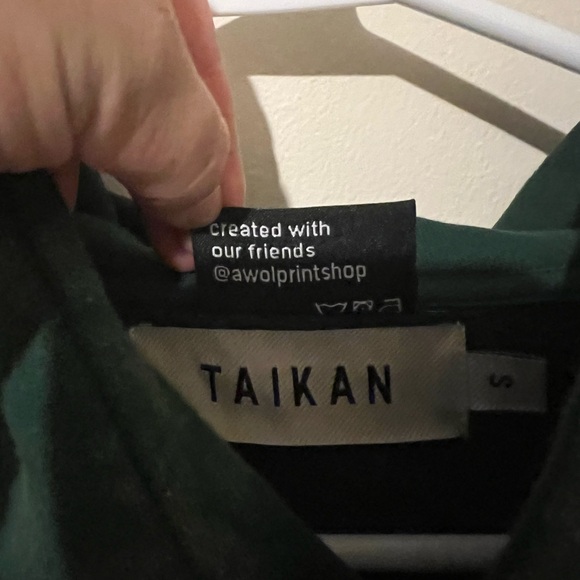 created with
our friends
@awolprintshop
TAIKAN
S